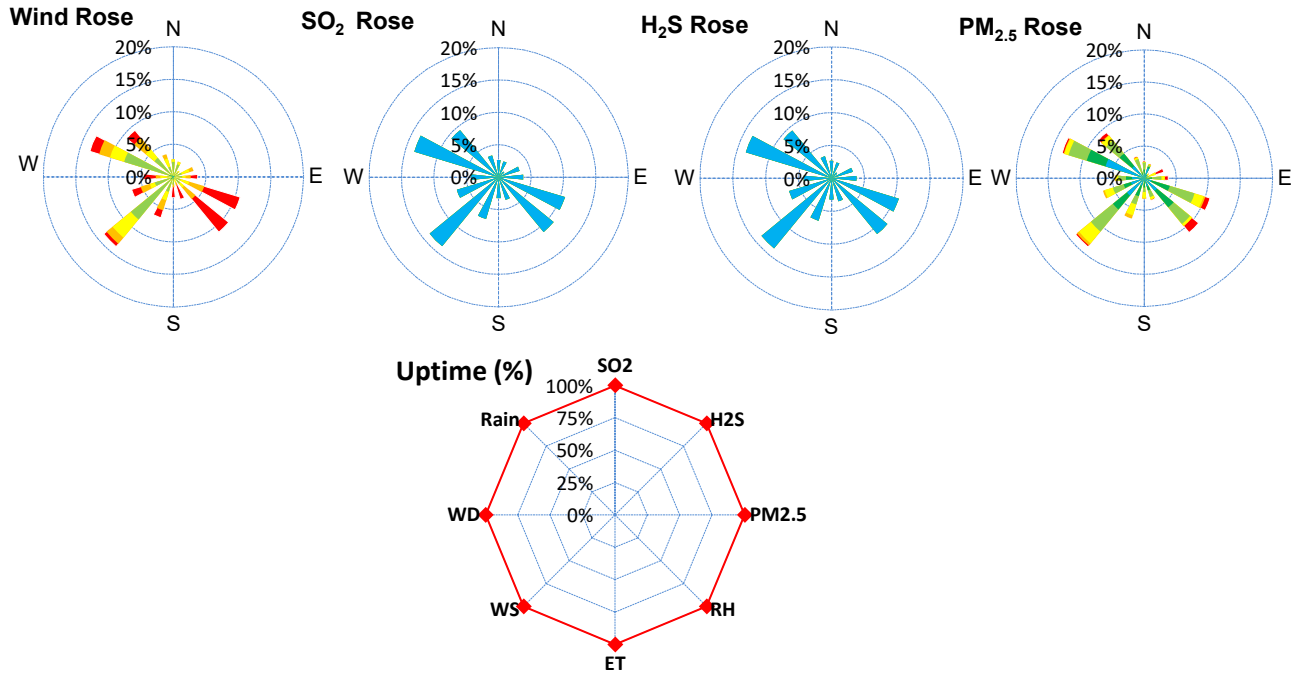 Wind Rose
N
20%
15%
10%
5%
0%
W
E
S
SO₂ Rose
N
20%
15%
10%
5%
0%
W
E
S
H₂S Rose
N
20%
15%
10%
5%
0%
W
E
S
PM₂.₅ Rose
N
20%
15%
10%
5%
0%
W
E
S
Uptime (%)
SO2
100%
75%
50%
25%
0%
Rain
H2S
WD
PM2.5
WS
RH
ET